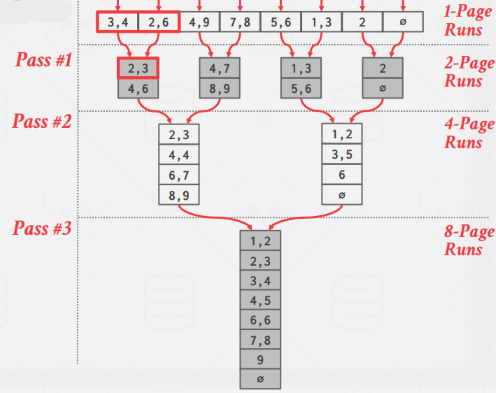 3,4 2,6 4,9 7,8 5,6 1,3 2 ∅ 1-Page
Runs
Pass #1 2,3 4,7 1,3 2 2-Page
4,6 8,9 5,6 ∅ Runs
Pass #2 2,3 1,2 4-Page
4,4 3,5 Runs
6,7 6
8,9 ∅
Pass #3 1,2 8-Page
2,3 Runs
3,4
4,5
6,6
7,8
9
∅